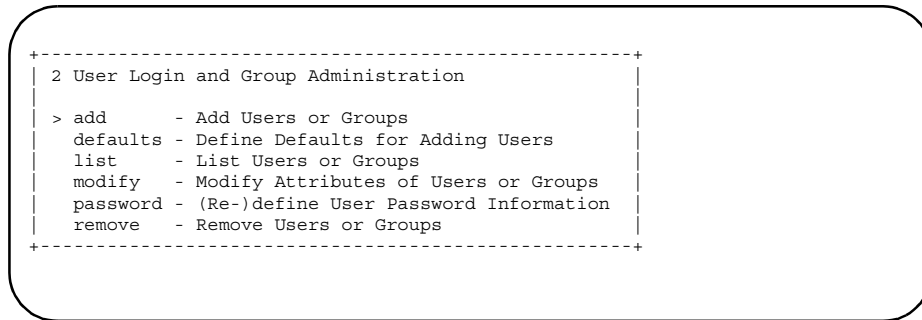 +-----------------------------------------------------+
| 2 User Login and Group Administration |
| |
| > add - Add Users or Groups |
| defaults - Define Defaults for Adding Users |
| list - List Users or Groups |
| modify - Modify Attributes of Users or Groups |
| password - (Re-)define User Password Information |
| remove - Remove Users or Groups |
+-----------------------------------------------------+